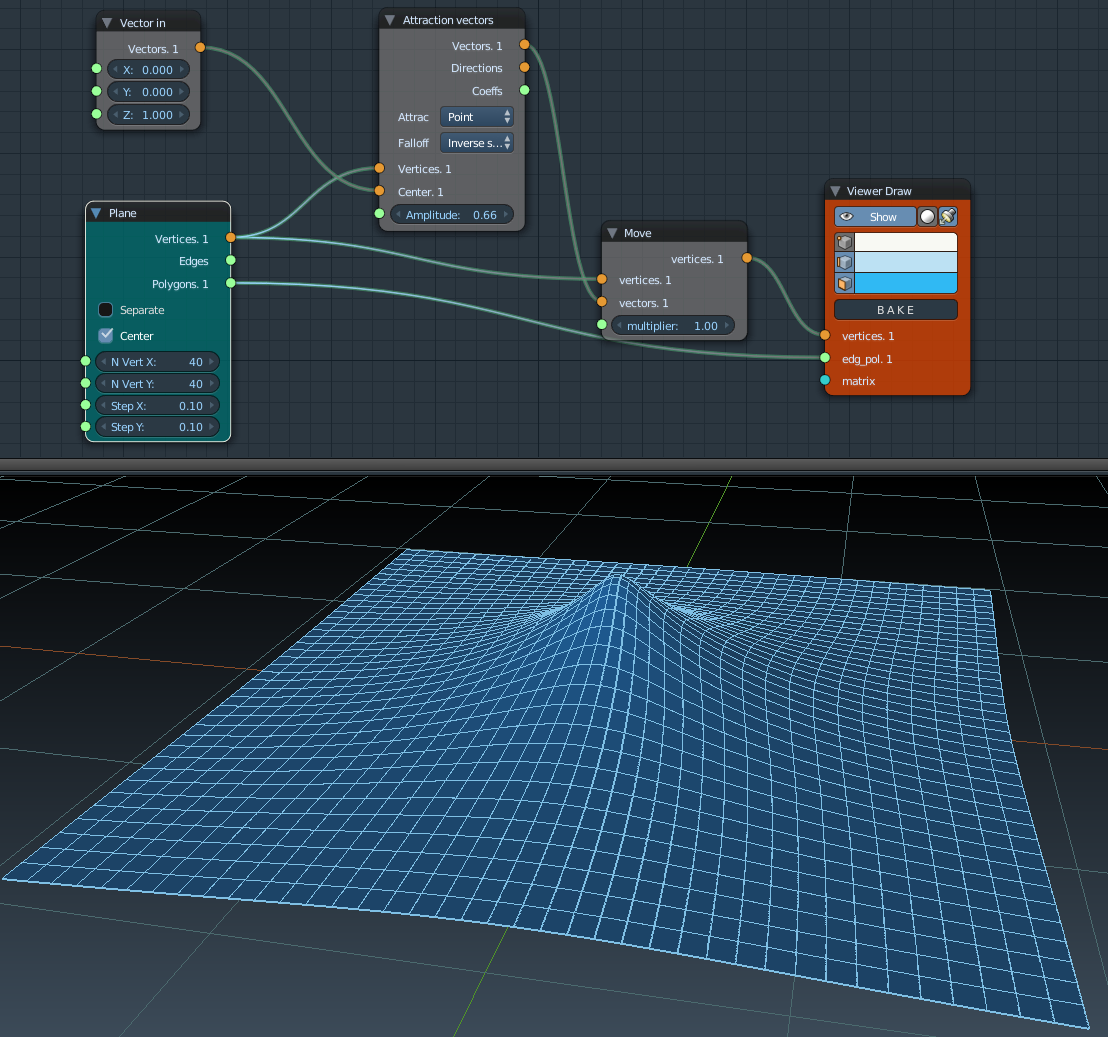 Vector in
Vectors. 1
X: 0.000
Y: 0.000
Z: 1.000
Attraction vectors
Vectors. 1
Directions
Coeffs
Attrac Point
Falloff Inverse s...
Vertices. 1
Center. 1
Amplitude: 0.66
Plane
Vertices. 1
Edges
Polygons. 1
Separate
Center
N Vert X: 40
N Vert Y: 40
Step X: 0.10
Step Y: 0.10
Move
vertices. 1
vertices. 1
vectors. 1
multiplier: 1.00
Viewer Draw
Show
BAKE
vertices. 1
edg_pol. 1
matrix